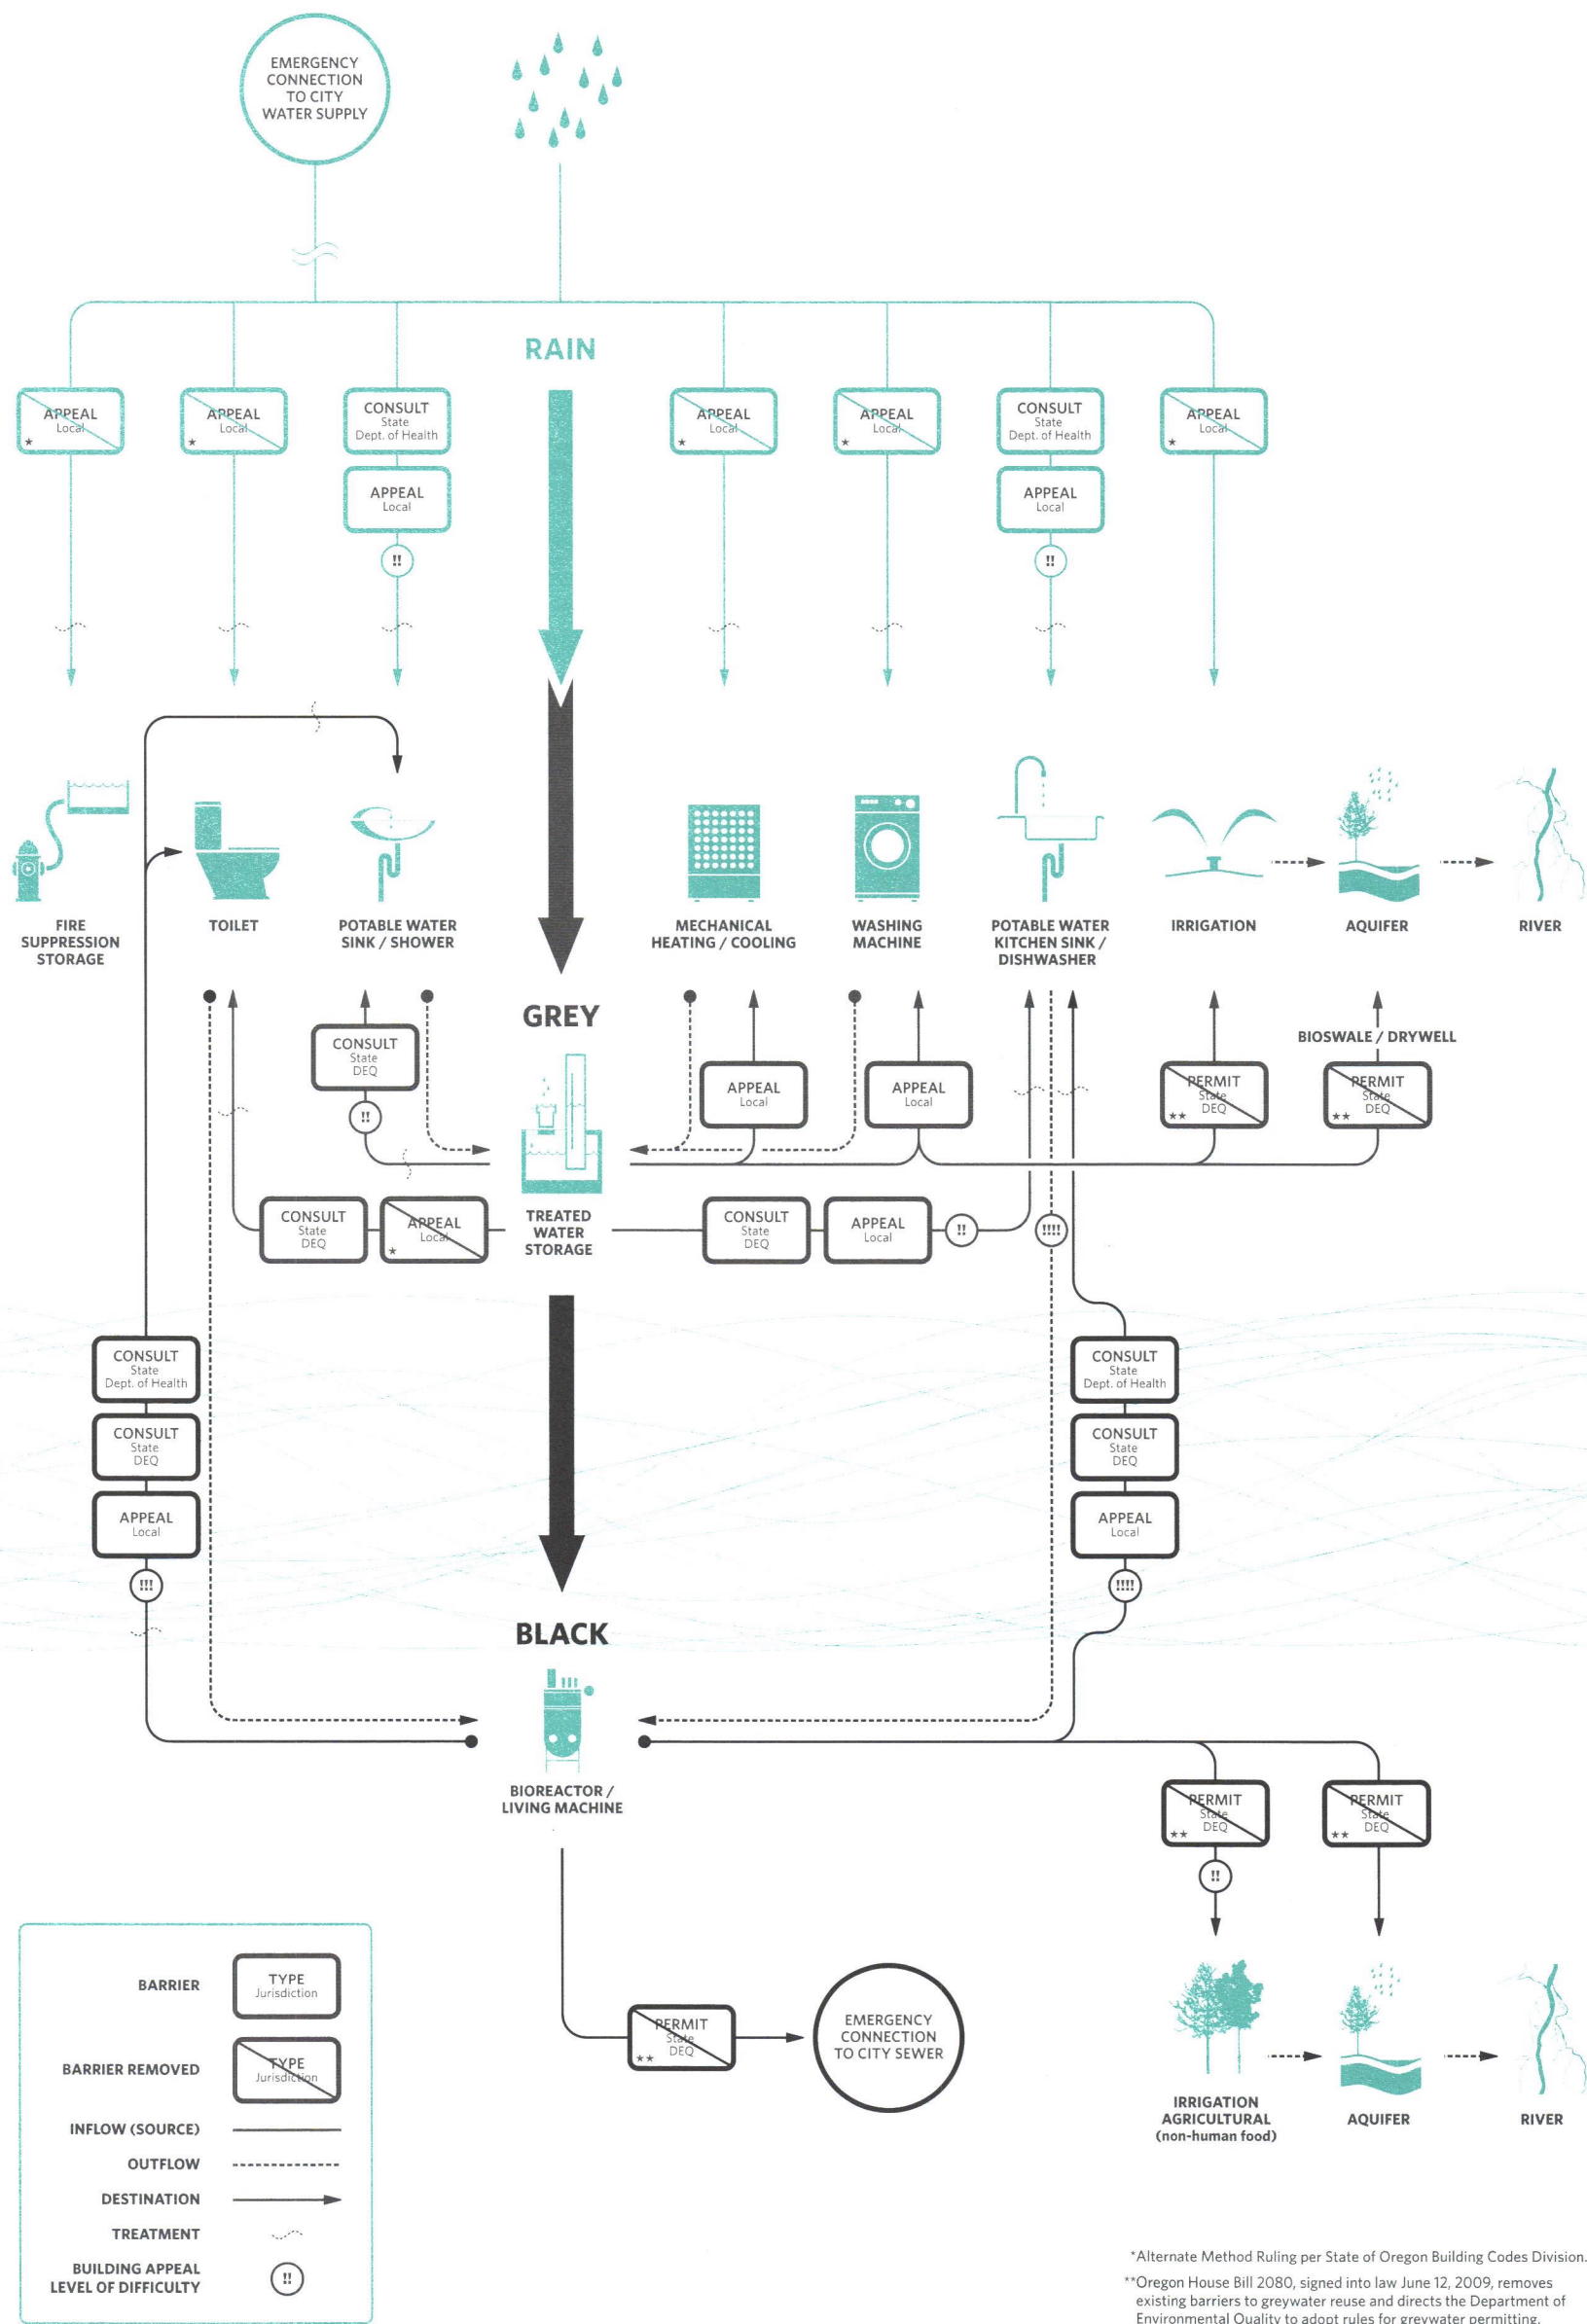 EMERGENCY
CONNECTION
TO CITY
WATER SUPPLY
RAIN
APPEAL
Local
★
APPEAL
Local
★
CONSULT
State
Dept. of Health
APPEAL
Local
!!
APPEAL
Local
★
APPEAL
Local
★
CONSULT
State
Dept. of Health
APPEAL
Local
!!
APPEAL
Local
★
FIRE
SUPPRESSION
STORAGE
TOILET
POTABLE WATER
SINK / SHOWER
MECHANICAL
HEATING / COOLING
WASHING
MACHINE
POTABLE WATER
KITCHEN SINK /
DISHWASHER
IRRIGATION
AQUIFER
RIVER
GREY
CONSULT
State
DEQ
!!
APPEAL
Local
APPEAL
Local
PERMIT
State
DEQ
★★
BIOSWALE / DRYWELL
PERMIT
State
DEQ
★★
CONSULT
State
DEQ
APPEAL
Local
★
TREATED
WATER
STORAGE
CONSULT
State
DEQ
APPEAL
Local
!!
!!!!
CONSULT
State
Dept. of Health
CONSULT
State
DEQ
APPEAL
Local
!!!
CONSULT
State
Dept. of Health
CONSULT
State
DEQ
APPEAL
Local
!!!!
BLACK
BIOREACTOR /
LIVING MACHINE
PERMIT
State
DEQ
★★
!!
PERMIT
State
DEQ
★★
PERMIT
State
DEQ
★★
EMERGENCY
CONNECTION
TO CITY SEWER
IRRIGATION
AGRICULTURAL
(non-human food)
AQUIFER
RIVER
BARRIER
TYPE
Jurisdiction
BARRIER REMOVED
TYPE
Jurisdiction
INFLOW (SOURCE)
OUTFLOW
DESTINATION
TREATMENT
BUILDING APPEAL
LEVEL OF DIFFICULTY
!!
*Alternate Method Ruling per State of Oregon Building Codes Division.
**Oregon House Bill 2080, signed into law June 12, 2009, removes
existing barriers to greywater reuse and directs the Department of
Environmental Quality to adopt rules for greywater permitting.